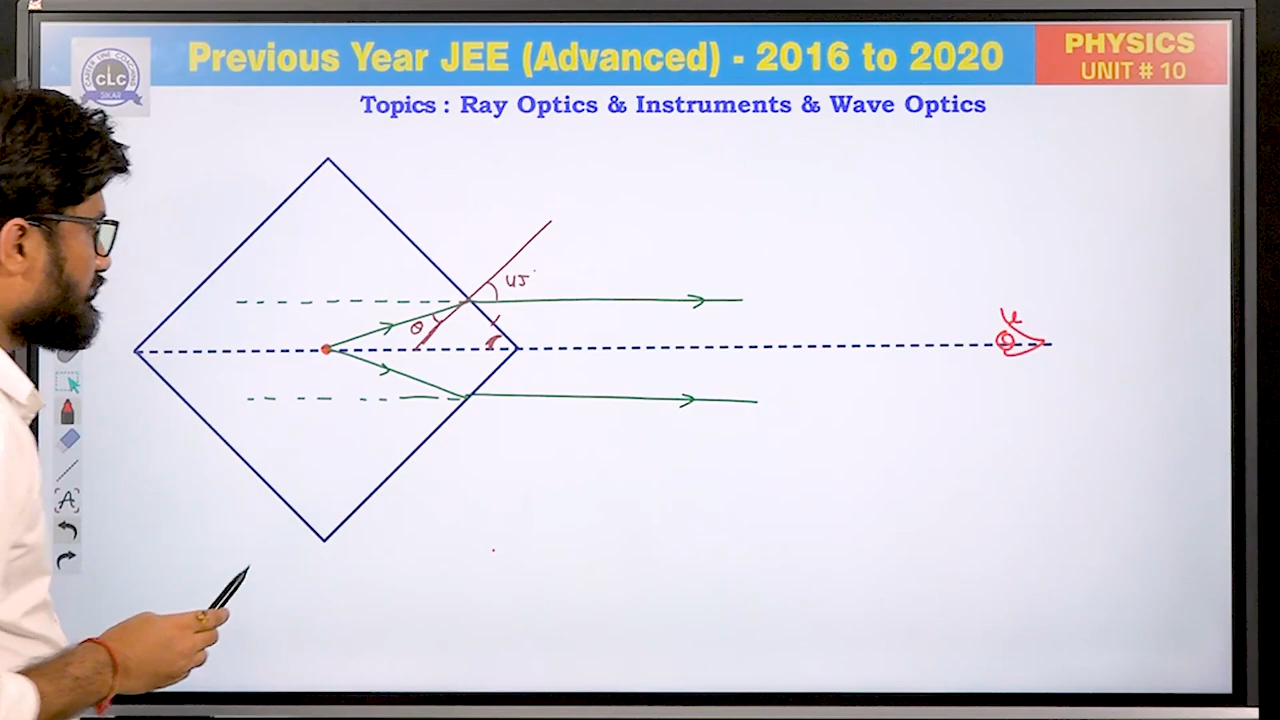 Previous Year JEE (Advanced) - 2016 to 2020
PHYSICS
UNIT # 10
CLC
SIKAR
Topics : Ray Optics & Instruments & Wave Optics
45°
θ
A